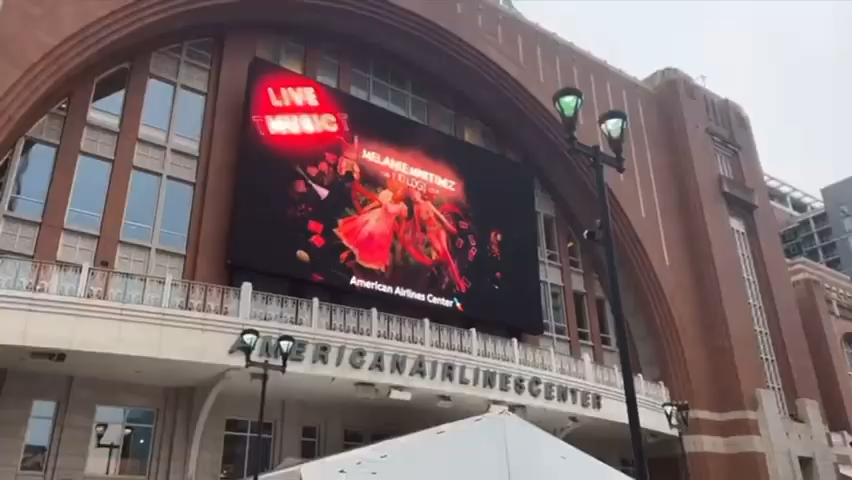 LIVE
MUSIC
MELANIE MARTINEZ
American Airlines Center
AMERICANAIRLINESCENTER